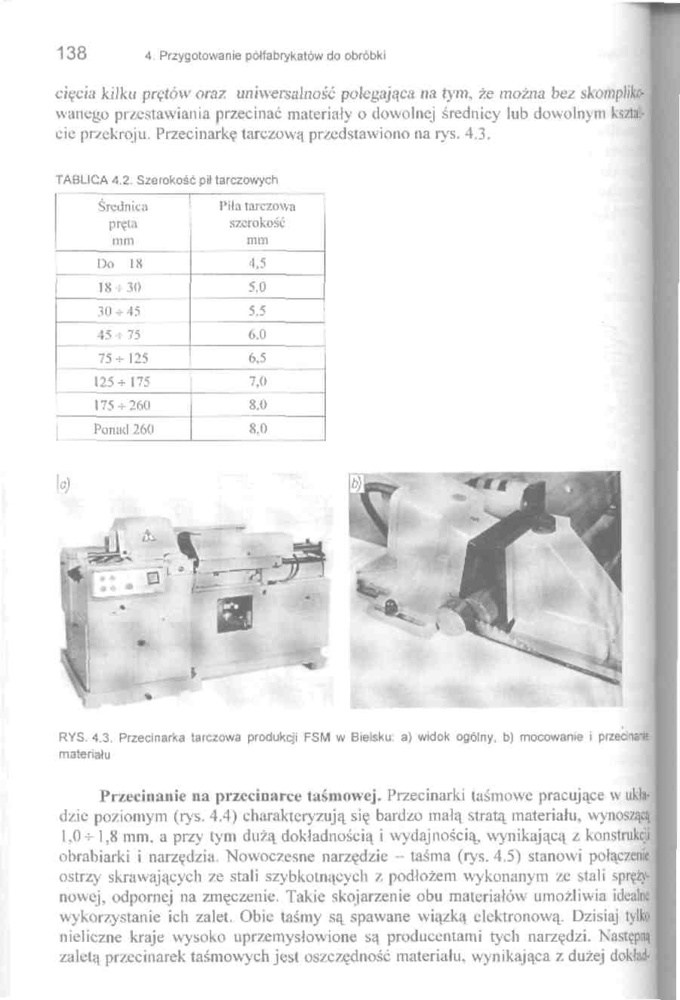 138 4. Przygotowanie półfabrykatów do obróbki
cięcia kilku prętów oraz uniwersalność polegająca na tym, że można bez skompliko-
wanego przestawiania przecinać materiały o dowolnej średnicy lub dowolnym kształ-
cie przekroju. Przecinarkę tarczową przedstawiono na rys. 4.3.
TABLICA 4.2. Szerokość pił tarczowych
Średnica Piła tarczowa
pręta szerokość
mm mm
Do 18 4,5
18 ÷ 30 5,0
30 ÷ 45 5,5
45 ÷ 75 6,0
75 ÷ 125 6,5
125 ÷ 175 7,0
175 ÷ 260 8,0
Ponad 260 8,0
a) b)
RYS. 4.3. Przecinarka tarczowa produkcji FSM w Bielsku: a) widok ogólny, b) mocowanie i przecinanie
materiału
Przecinanie na przecinarce taśmowej. Przecinarki taśmowe pracujące w ukła-
dzie poziomym (rys. 4.4) charakteryzują się bardzo małą stratą materiału, wynoszącą
1,0 ÷ 1,8 mm, a przy tym dużą dokładnością i wydajnością, wynikającą z konstrukcji
obrabiarki i narzędzia. Nowoczesne narzędzie – taśma (rys. 4.5) stanowi połączenie
ostrzy skrawających ze stali szybkotnących z podłożem wykonanym ze stali spręży-
nowej, odpornej na zmęczenie. Takie skojarzenie obu materiałów umożliwia idealne
wykorzystanie ich zalet. Obie taśmy są spawane wiązką elektronową. Dzisiaj tylko
nieliczne kraje wysoko uprzemysłowione są producentami tych narzędzi. Następną
zaletą przecinarek taśmowych jest oszczędność materiału, wynikająca z dużej dokład-